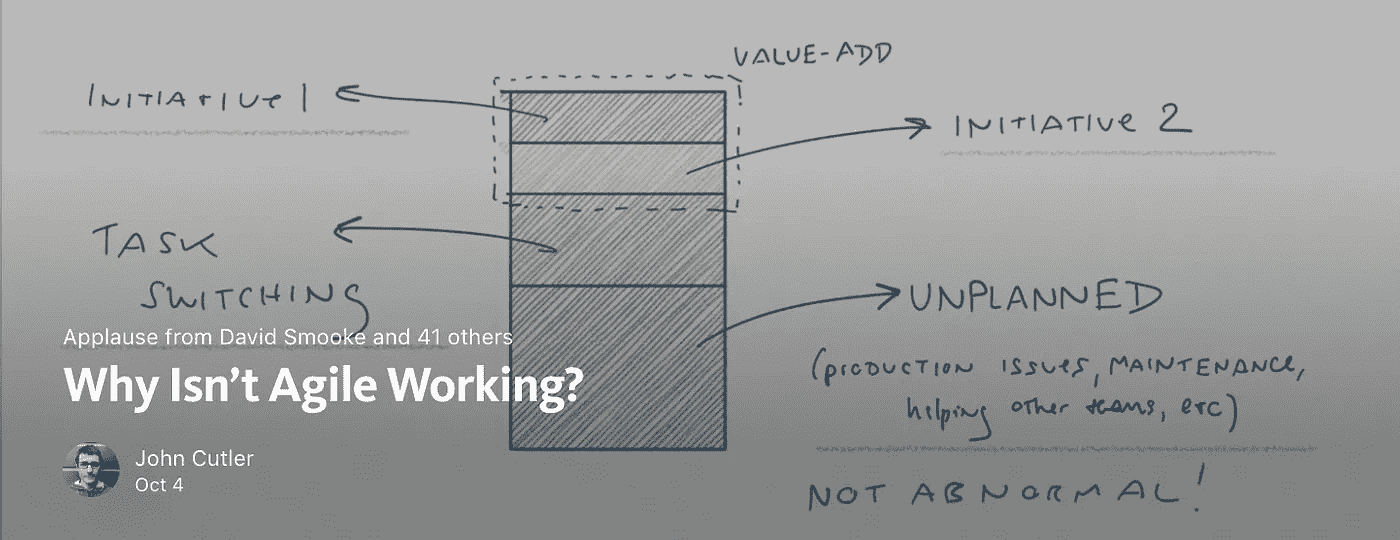 VALUE-ADD
INITIATIVE 1
INITIATIVE 2
TASK
SWITCHING
UNPLANNED
(PRODUCTION ISSUES, MAINTENANCE,
helping other teams, etc)
NOT ABNORMAL!
Applause from David Smooke and 41 others
Why Isn’t Agile Working?
John Cutler
Oct 4